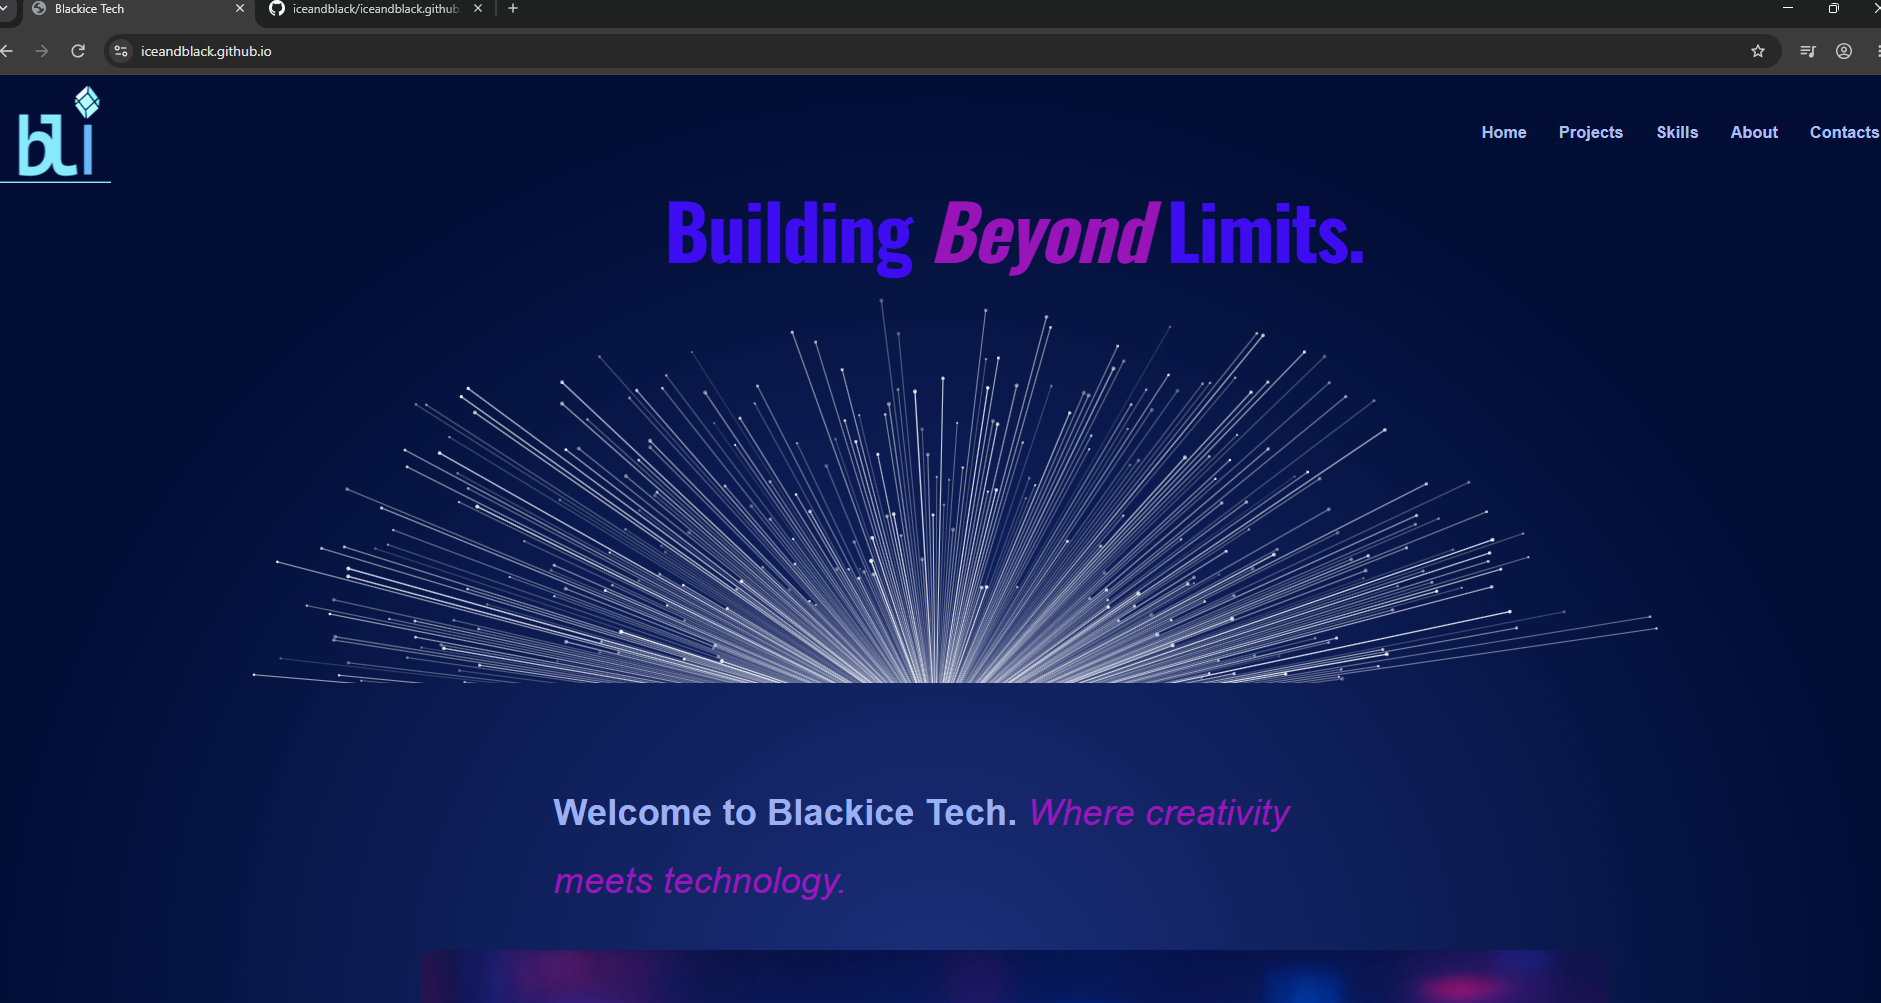 Blackice Tech
iceandblack/iceandblack.github
iceandblack.github.io
bli
Home Projects Skills About Contacts
Building Beyond Limits.
Welcome to Blackice Tech. Where creativity
meets technology.